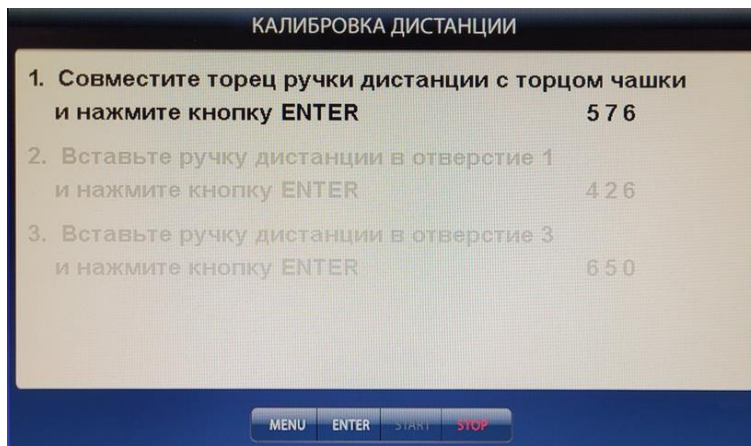 КАЛИБРОВКА ДИСТАНЦИИ
1. Совместите торец ручки дистанции с торцом чашки
и нажмите кнопку ENTER 576
2. Вставьте ручку дистанции в отверстие 1
и нажмите кнопку ENTER 426
3. Вставьте ручку дистанции в отверстие 3
и нажмите кнопку ENTER 650
MENU ENTER START STOP